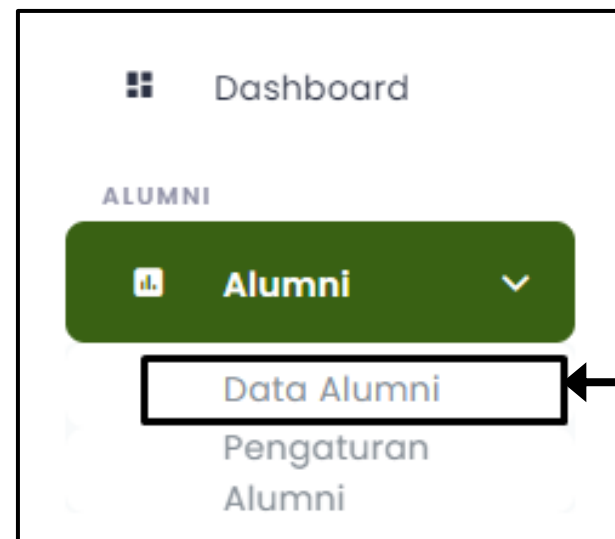 Dashboard
ALUMNI
Alumni
Data Alumni
Pengaturan
Alumni